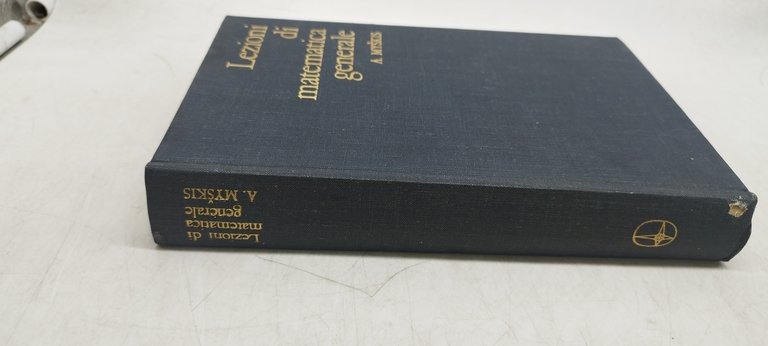 Lezioni
di
matematica
generale
A. MYŠKIS
Lezioni di
matematica
generale
A. MYŠKIS